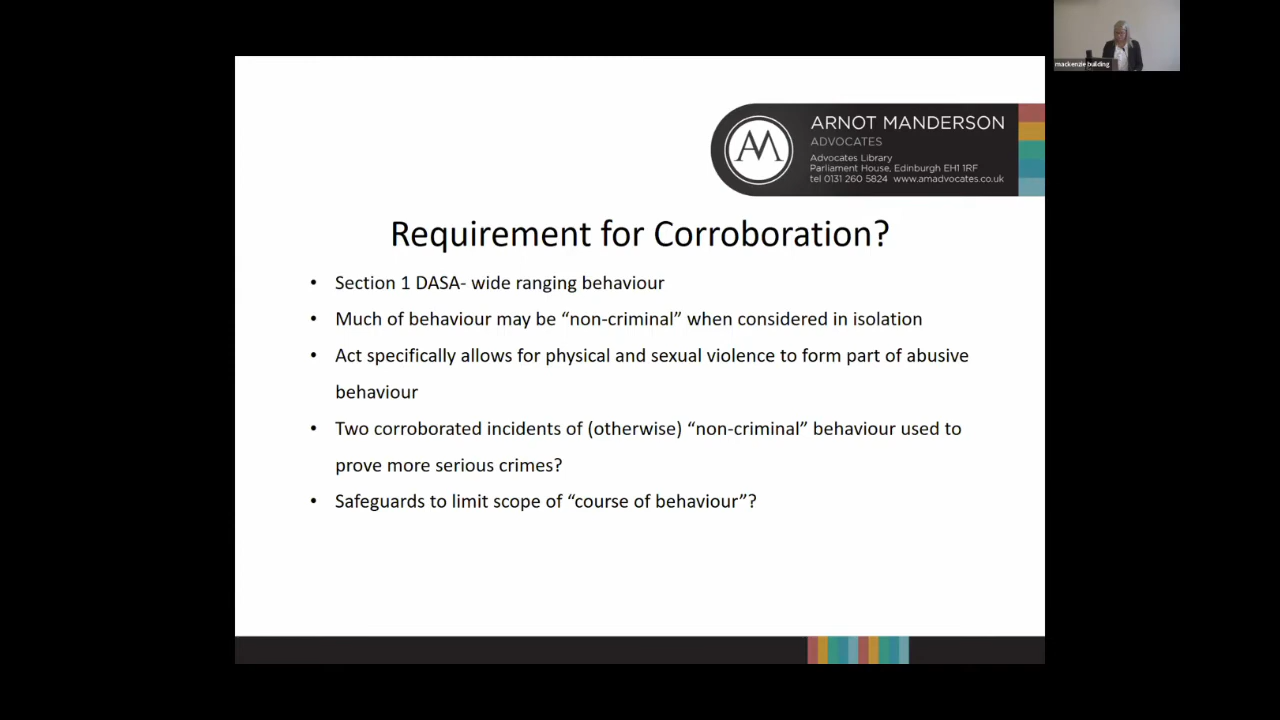 mackenzie building
ARNOT MANDERSON
ADVOCATES
Advocates Library
Parliament House, Edinburgh EH1 1RF
tel 0131 260 5824 www.amadvocates.co.uk
Requirement for Corroboration?
• Section 1 DASA- wide ranging behaviour
• Much of behaviour may be “non-criminal” when considered in isolation
• Act specifically allows for physical and sexual violence to form part of abusive
behaviour
• Two corroborated incidents of (otherwise) “non-criminal” behaviour used to
prove more serious crimes?
• Safeguards to limit scope of “course of behaviour”?